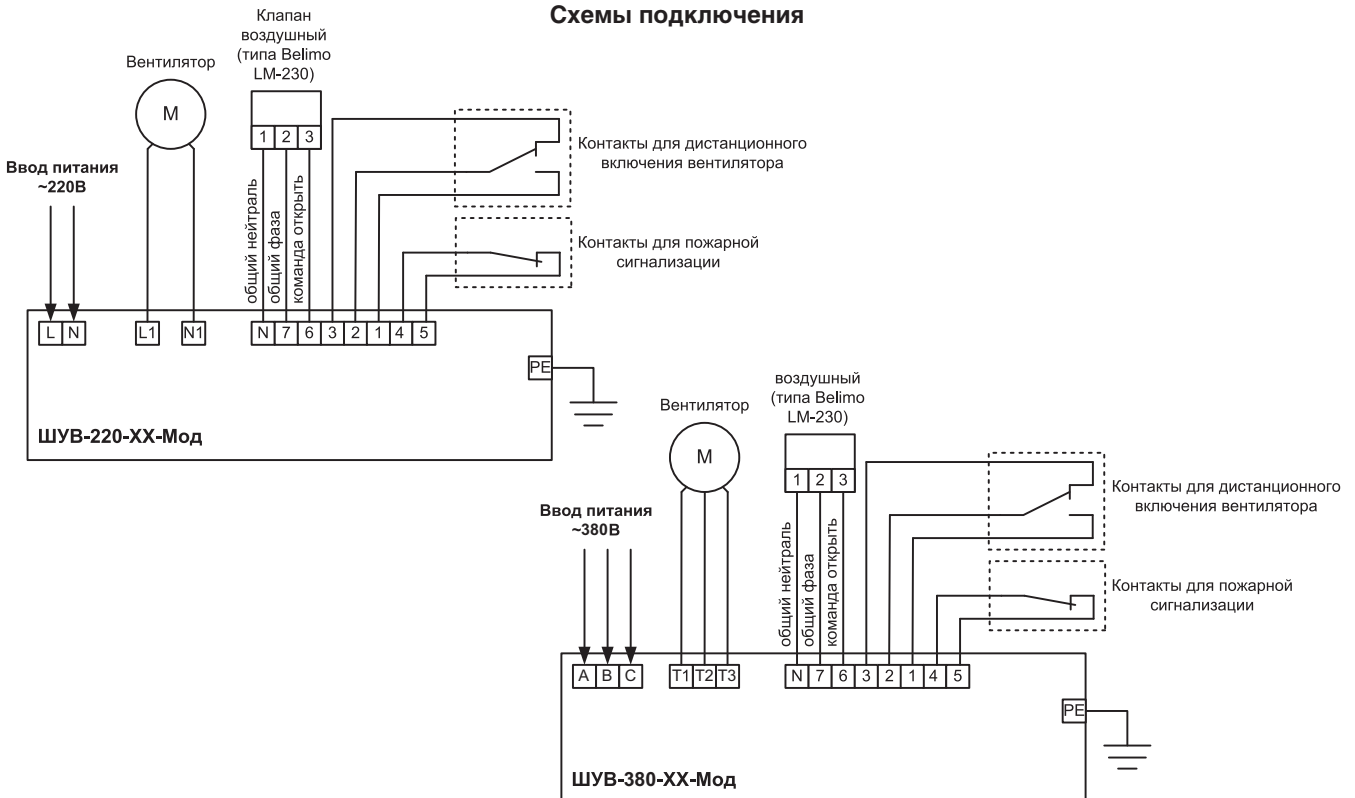 Схемы подключения
Клапан
воздушный
(типа Belimo
LM-230)
Вентилятор
M
1 2 3
Ввод питания
~220В
общий нейтраль
общий фаза
команда открыть
Контакты для дистанционного
включения вентилятора
Контакты для пожарной
сигнализации
L N L1 N1 N 7 6 3 2 1 4 5
PE
ШУВ-220-ХХ-Мод
воздушный
(типа Belimo
LM-230)
Вентилятор
M
1 2 3
Ввод питания
~380В
общий нейтраль
общий фаза
команда открыть
Контакты для дистанционного
включения вентилятора
Контакты для пожарной
сигнализации
A B C T1 T2 T3 N 7 6 3 2 1 4 5
PE
ШУВ-380-ХХ-Мод